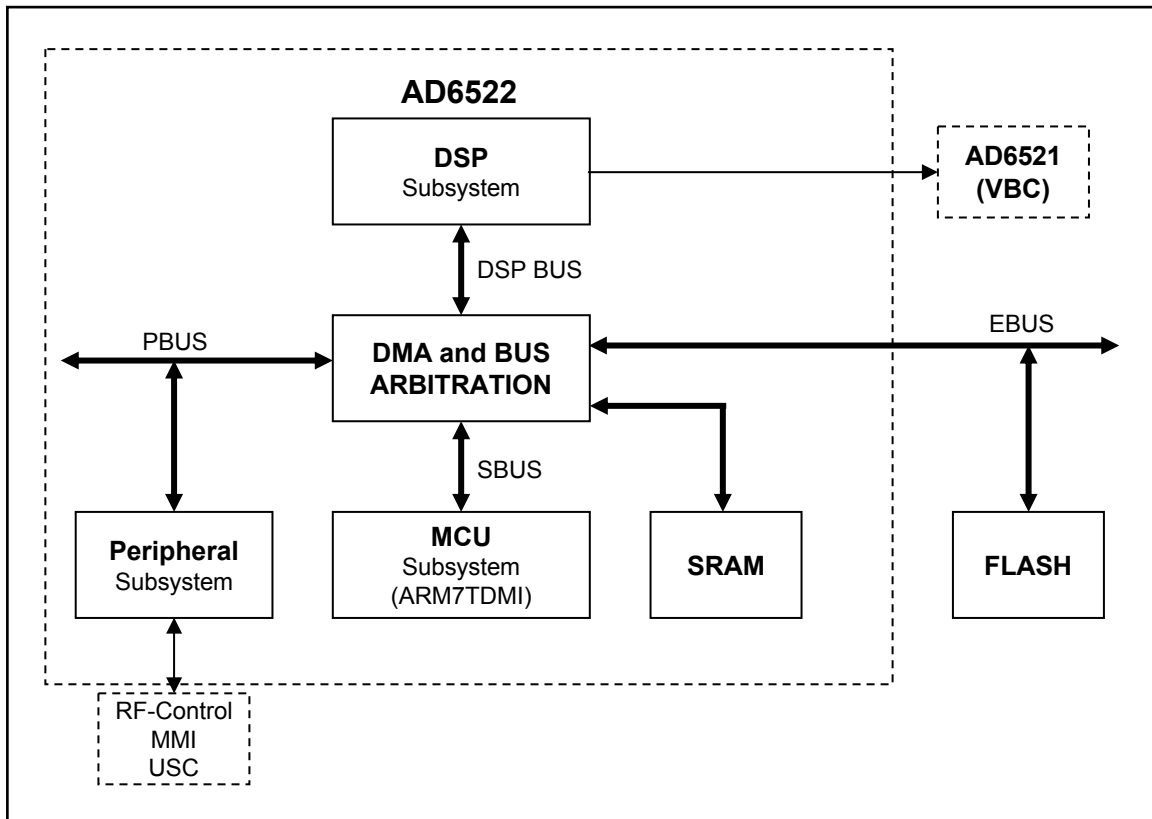 AD6522
DSP
Subsystem
AD6521
(VBC)
DSP BUS
PBUS
EBUS
DMA and BUS
ARBITRATION
SBUS
Peripheral
Subsystem
MCU
Subsystem
(ARM7TDMI)
SRAM
FLASH
RF-Control
MMI
USC